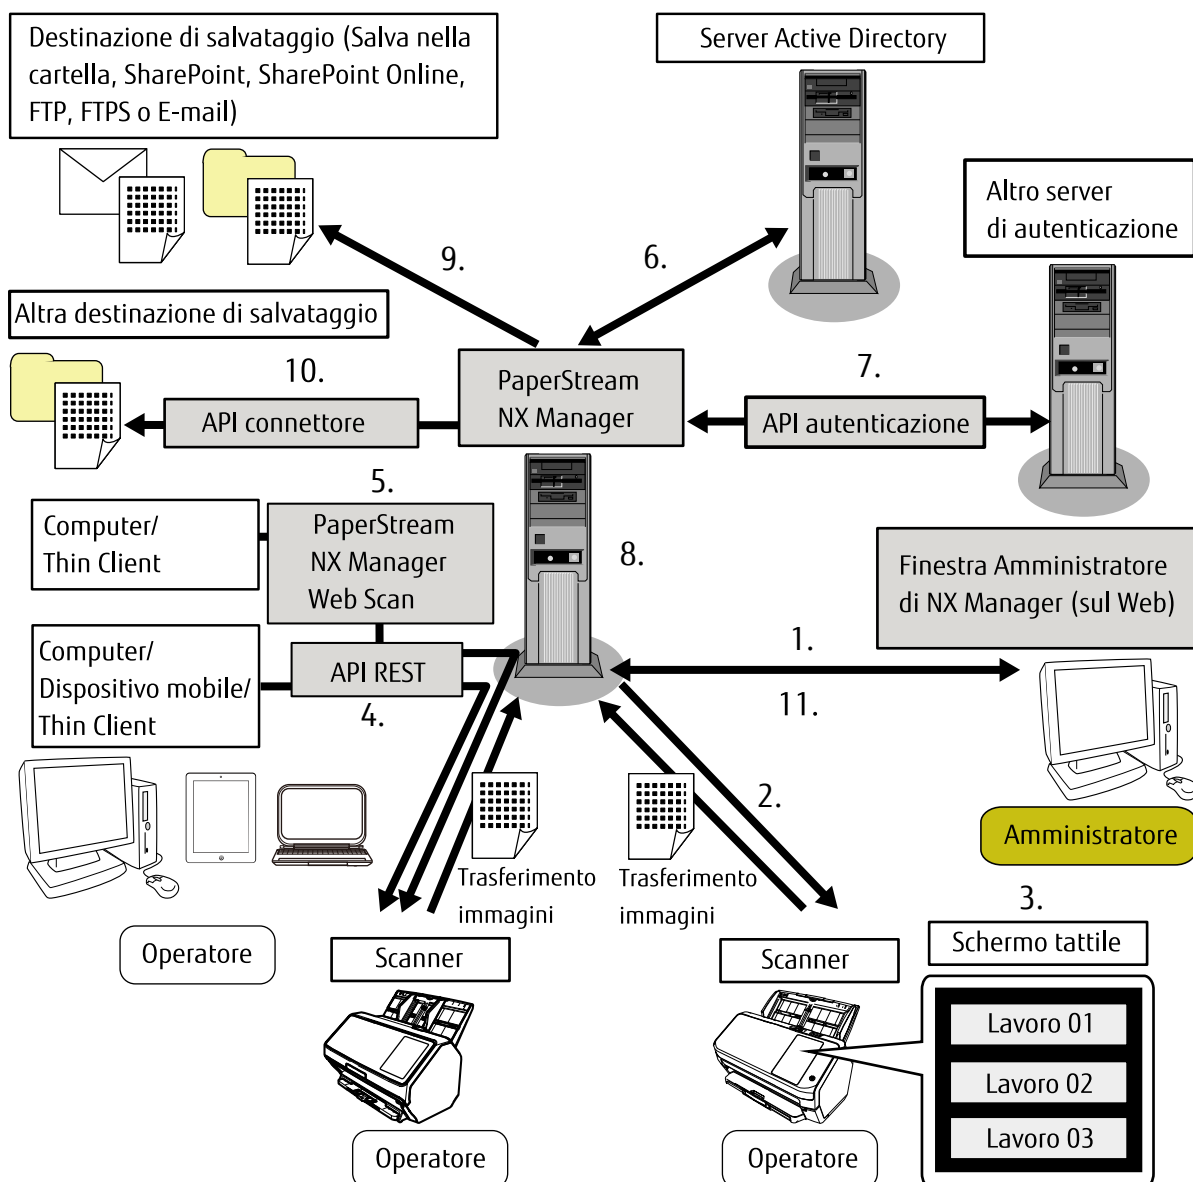 Destinazione di salvataggio (Salva nella
cartella, SharePoint, SharePoint Online,
FTP, FTPS o E-mail)
Server Active Directory
Altro server
di autenticazione
9.
6.
Altra destinazione di salvataggio
10.
API connettore
PaperStream
NX Manager
7.
API autenticazione
5.
Computer/
Thin Client
PaperStream
NX Manager
Web Scan
8.
Finestra Amministratore
di NX Manager (sul Web)
Computer/
Dispositivo mobile/
Thin Client
API REST
4.
1.
11.
2.
Amministratore
Trasferimento
immagini
Trasferimento
immagini
3.
Operatore
Scanner
Scanner
Schermo tattile
Lavoro 01
Lavoro 02
Lavoro 03
Operatore
Operatore